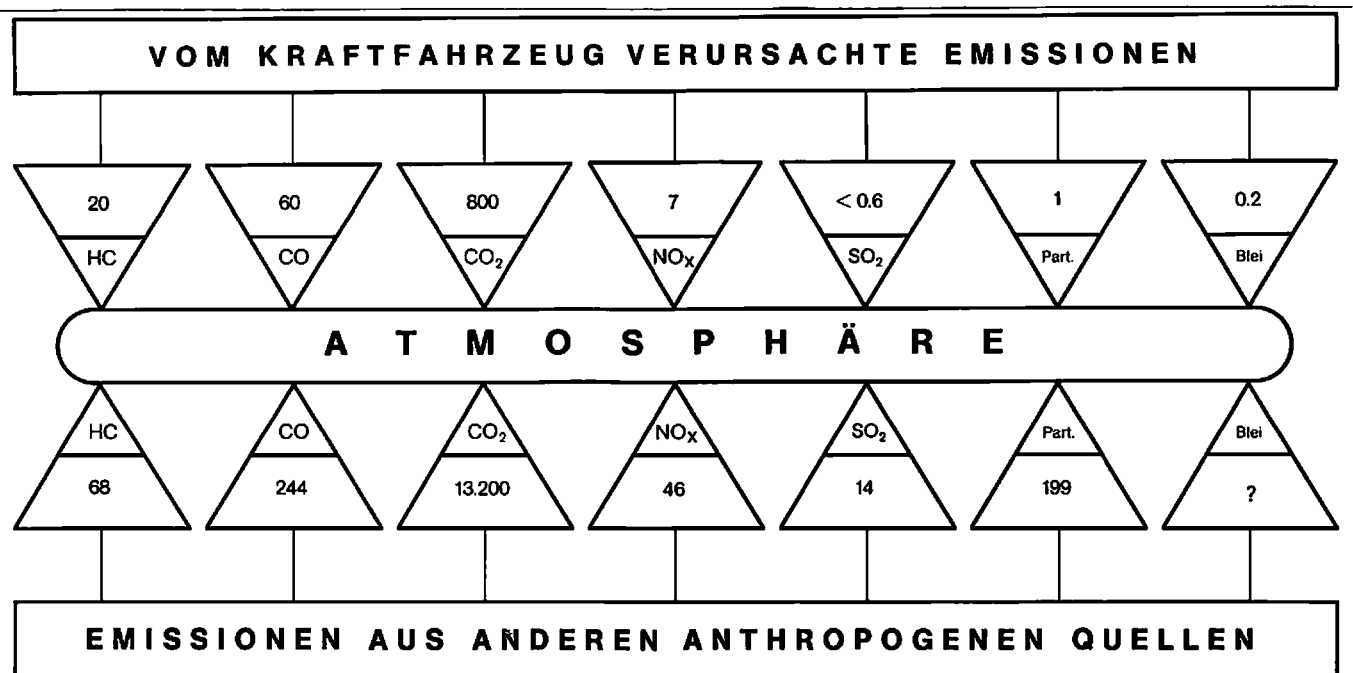 VOM KRAFTFAHRZEUG VERURSACHTE EMISSIONEN
20 60 800 7 < 0.6 1 0.2
HC CO CO₂ NOx SO₂ Part. Blei
ATMOSPHÄRE
HC CO CO₂ NOx SO₂ Part. Blei
68 244 13.200 46 14 199 ?
EMISSIONEN AUS ANDEREN ANTHROPOGENEN QUELLEN